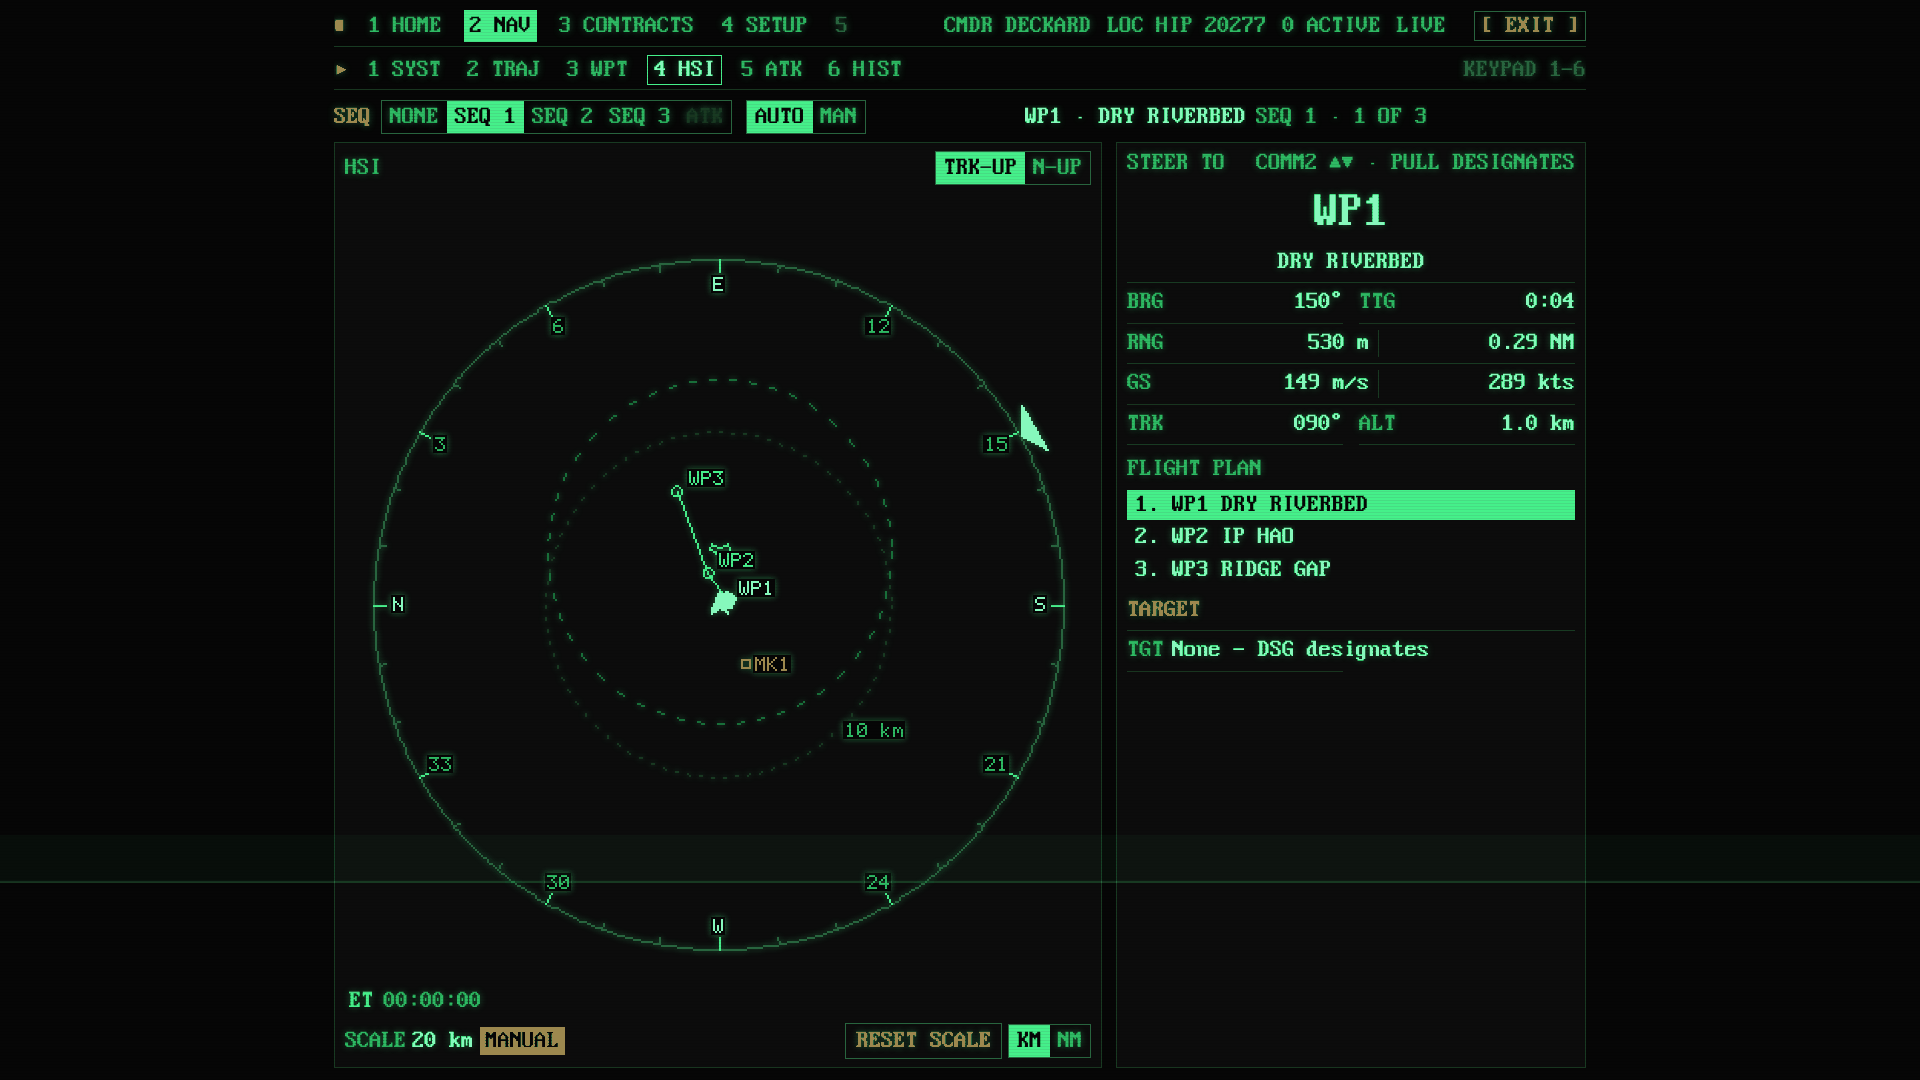 1 HOME 2 NAV 3 CONTRACTS 4 SETUP 5 CMDR DECKARD LOC HIP 20277 0 ACTIVE LIVE [ EXIT ]
1 SYST 2 TRAJ 3 WPT 4 HSI 5 ATK 6 HIST KEYPAD 1-6
SEQ NONE SEQ 1 SEQ 2 SEQ 3 ATK AUTO MAN WP1 · DRY RIVERBED SEQ 1 · 1 OF 3
HSI TRK-UP N-UP
E
6 12
3 15
WP3
WP2
WP1
N S
MK1
10 km
33 21
30 24
W
ET 00:00:00
SCALE 20 km MANUAL RESET SCALE KM NM
STEER TO COMM2 ▲▼ · PULL DESIGNATES
WP1
DRY RIVERBED
BRG 150° TTG 0:04
RNG 530 m 0.29 NM
GS 149 m/s 289 kts
TRK 090° ALT 1.0 km
FLIGHT PLAN
1. WP1 DRY RIVERBED
2. WP2 IP HAO
3. WP3 RIDGE GAP
TARGET
TGT None - DSG designates